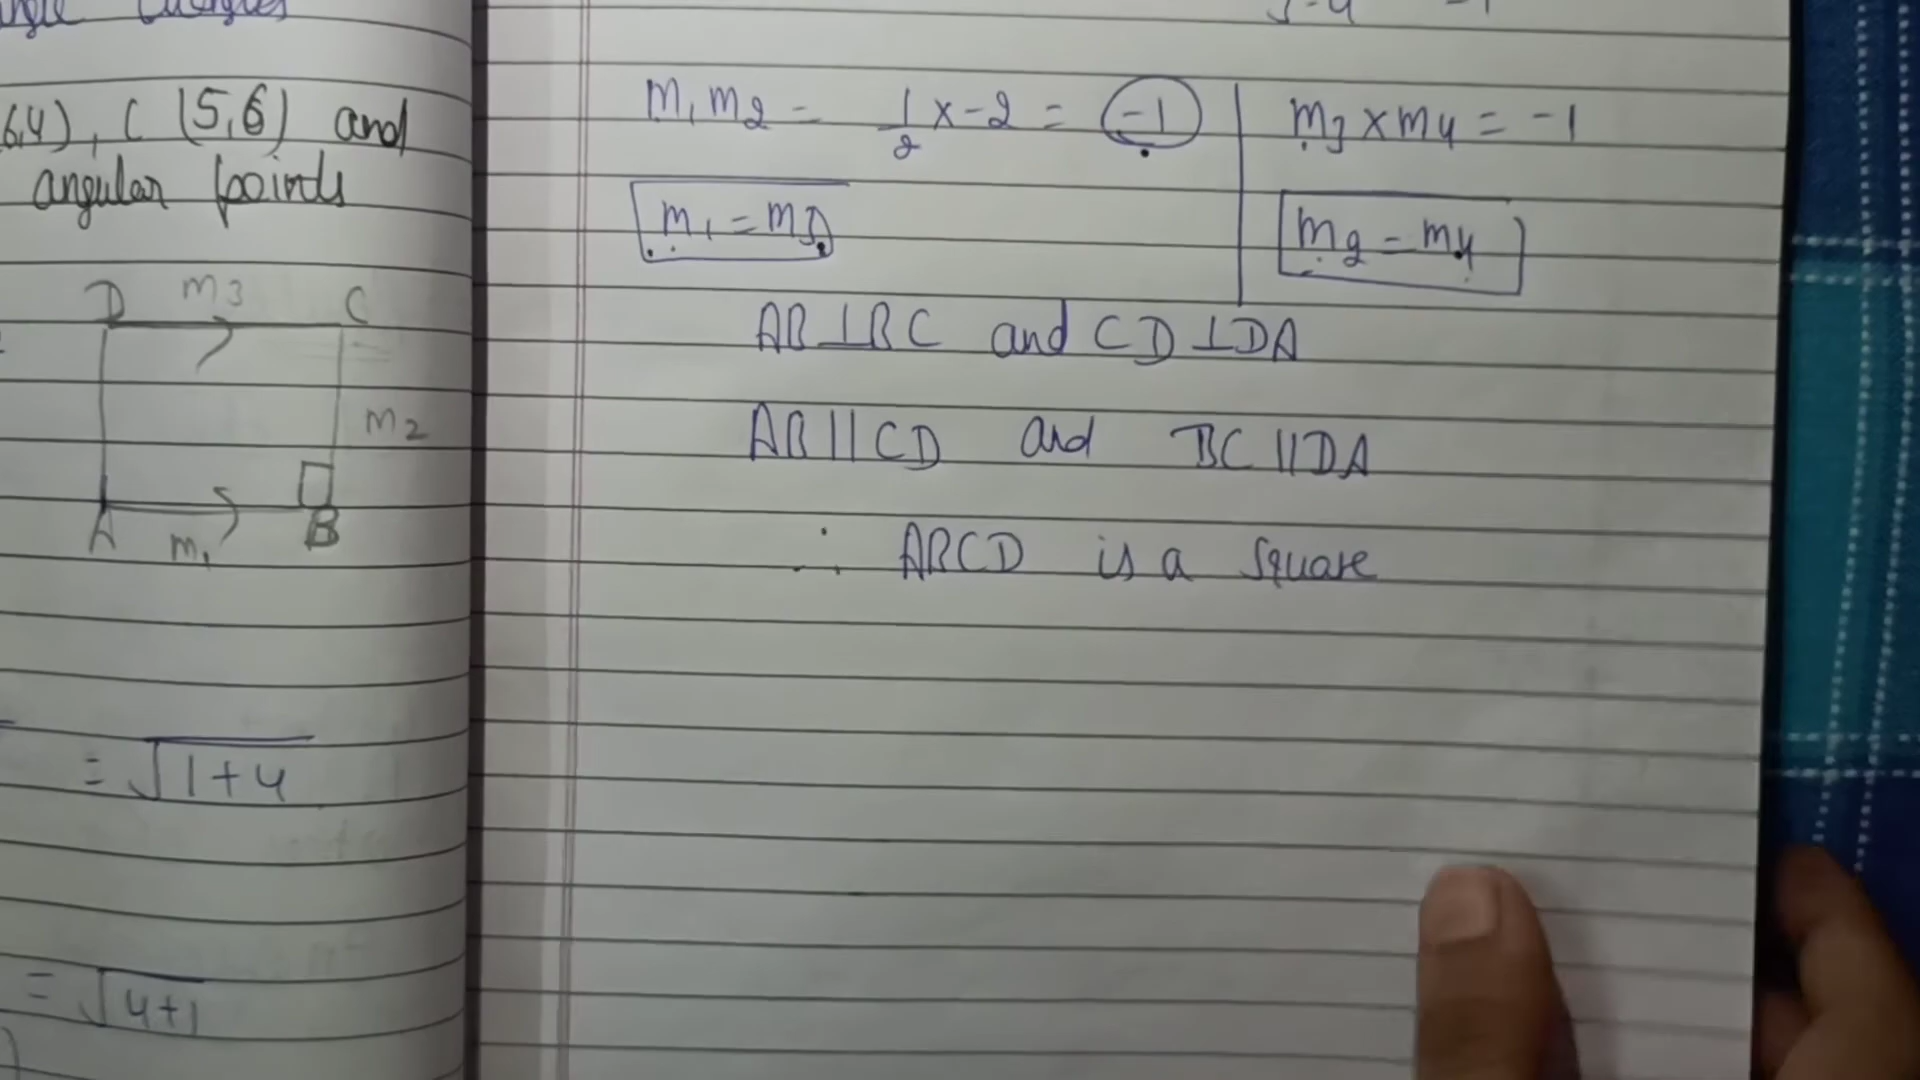 6,4), C (5,6) and
angular points
D m3 C
m2
A m1 B
= √1+4
= √4+1
m1m2 = 1/2 x -2 = -1
m3 x m4 = -1
m1 = m3
m2 = m4
AB⊥BC and CD⊥DA
AB||CD and BC||DA
∴ ABCD is a square